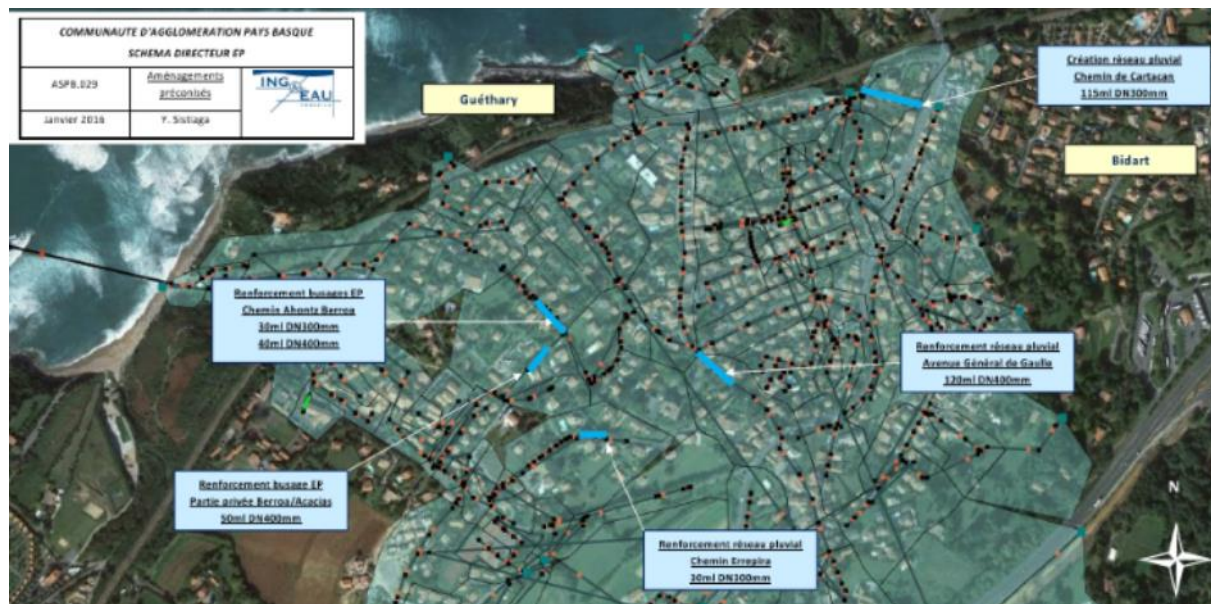 COMMUNAUTE D'AGGLOMERATION PAYS BASQUE
SCHEMA DIRECTEUR EP
ASPB.029
Aménagements
préconisés
ING
EAU
Janvier 2016
Y. Sistiaga
Guéthary
Création réseau pluvial
Chemin de Cartacan
115ml DN300mm
Bidart
Renforcement busages EP
Chemin Ahontz Berroa
30ml DN300mm
40ml DN400mm
Renforcement réseau pluvial
Avenue Général de Gaulle
120ml DN400mm
Renforcement busage EP
Partie privée Berroa/Acacias
50ml DN400mm
Renforcement réseau pluvial
Chemin Errepira
30ml DN300mm
N